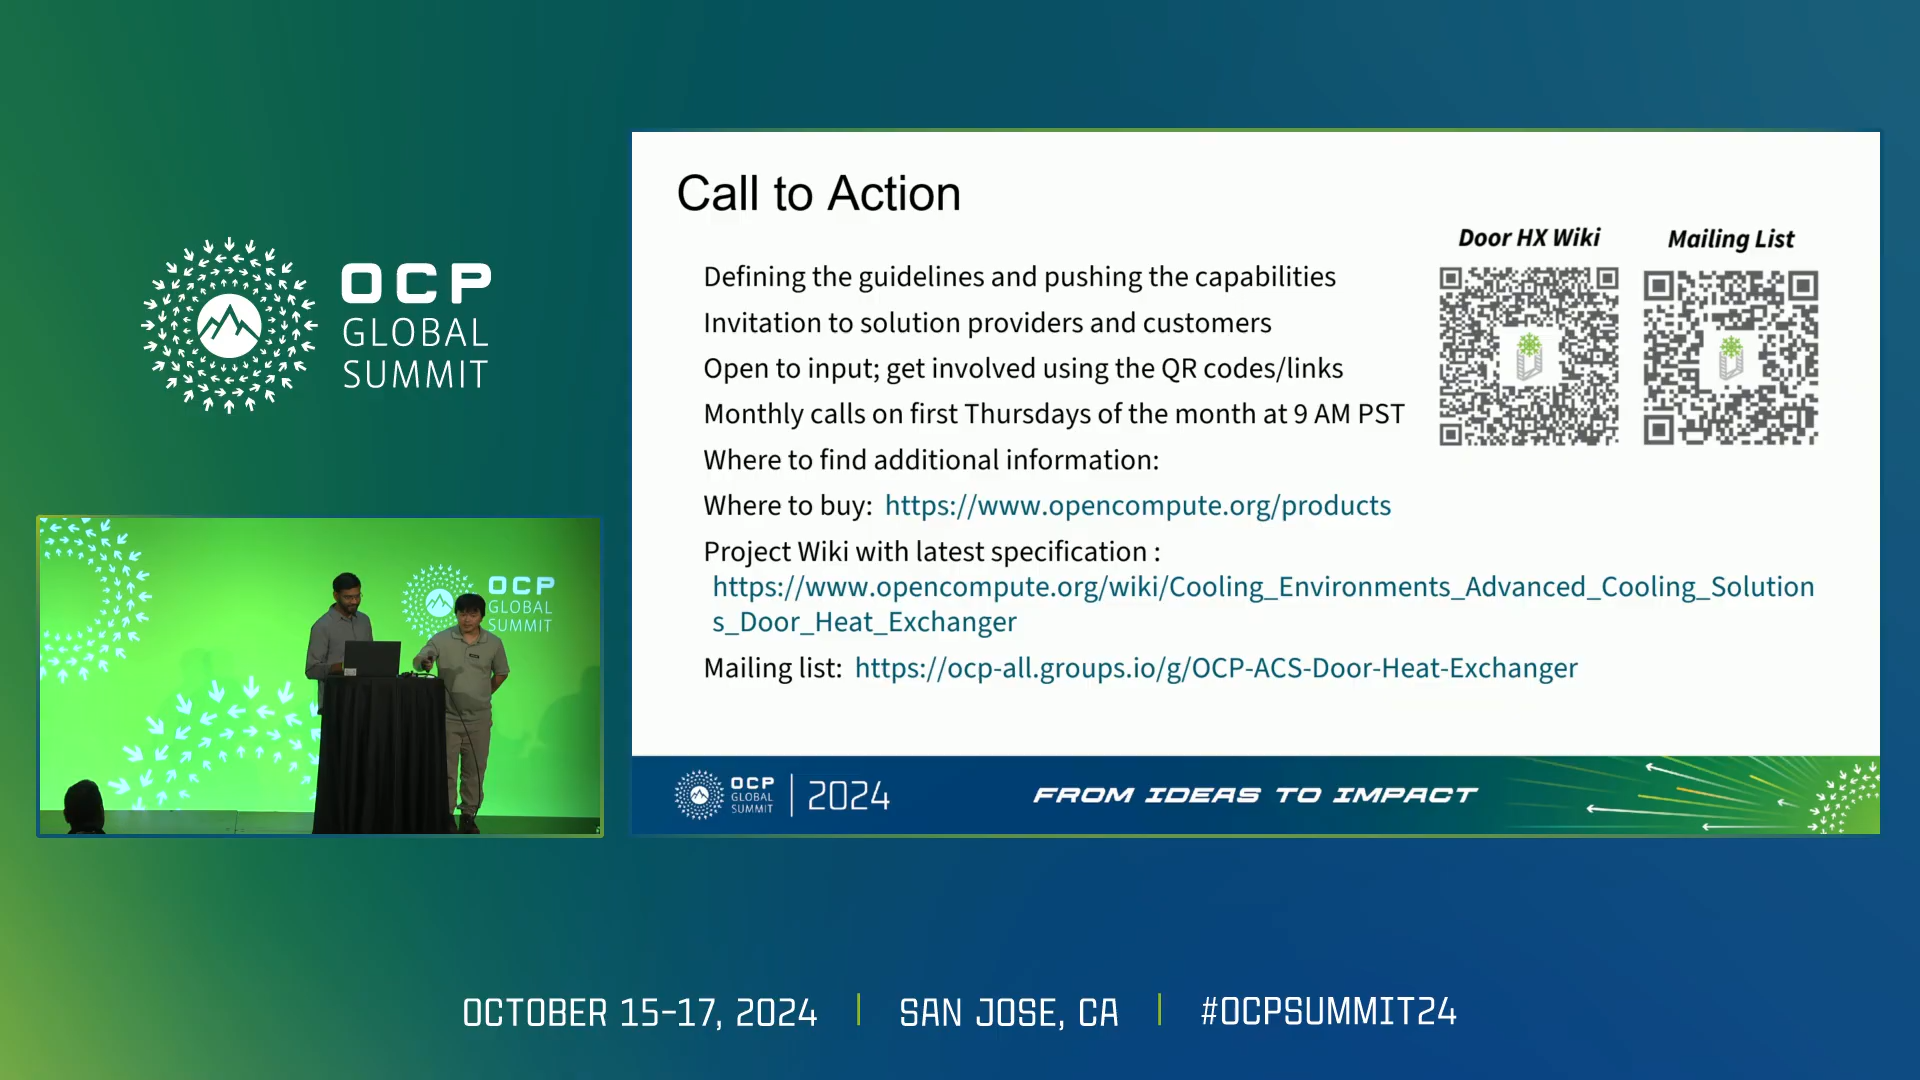 OCP
GLOBAL
SUMMIT
OCP
GLOBAL
SUMMIT
Call to Action
Door HX Wiki
Mailing List
Defining the guidelines and pushing the capabilities
Invitation to solution providers and customers
Open to input; get involved using the QR codes/links
Monthly calls on first Thursdays of the month at 9 AM PST
Where to find additional information:
Where to buy: https://www.opencompute.org/products
Project Wiki with latest specification :
https://www.opencompute.org/wiki/Cooling_Environments_Advanced_Cooling_Solution
s_Door_Heat_Exchanger
Mailing list: https://ocp-all.groups.io/g/OCP-ACS-Door-Heat-Exchanger
OCP
GLOBAL
SUMMIT
2024
FROM IDEAS TO IMPACT
OCTOBER 15-17, 2024
SAN JOSE, CA
#OCPSUMMIT24